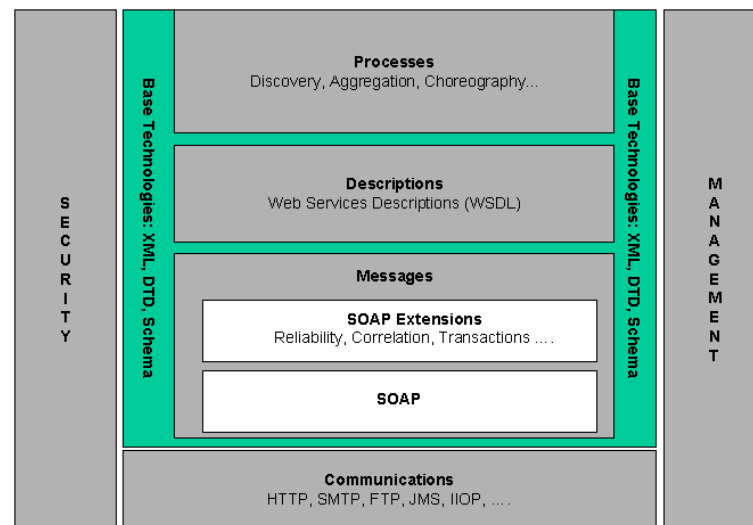 SECURITY
Base Technologies: XML, DTD, Schema
Processes
Discovery, Aggregation, Choreography...
Descriptions
Web Services Descriptions (WSDL)
Messages
SOAP Extensions
Reliability, Correlation, Transactions ....
SOAP
Base Technologies: XML, DTD, Schema
MANAGEMENT
Communications
HTTP, SMTP, FTP, JMS, IIOP, ....